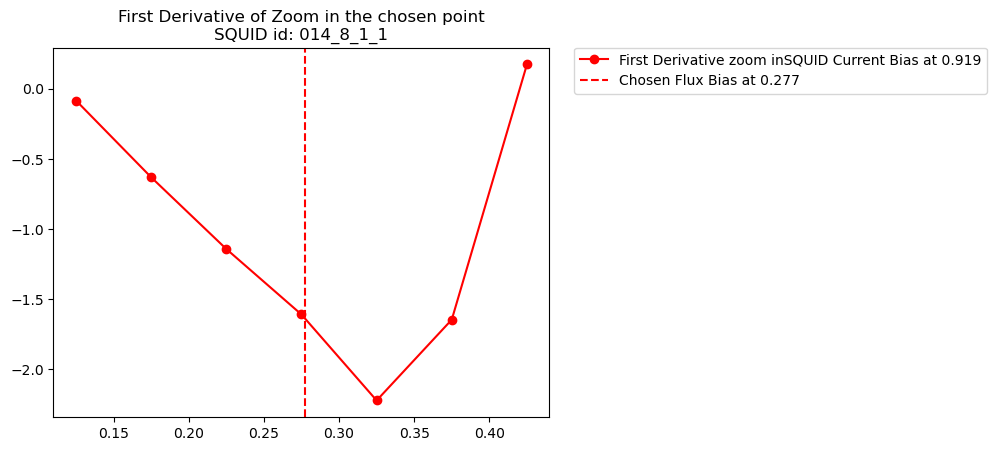 First Derivative of Zoom in the chosen point
SQUID id: 014_8_1_1
First Derivative zoom inSQUID Current Bias at 0.919
Chosen Flux Bias at 0.277
0.0
−0.5
−1.0
−1.5
−2.0
0.15 0.20 0.25 0.30 0.35 0.40